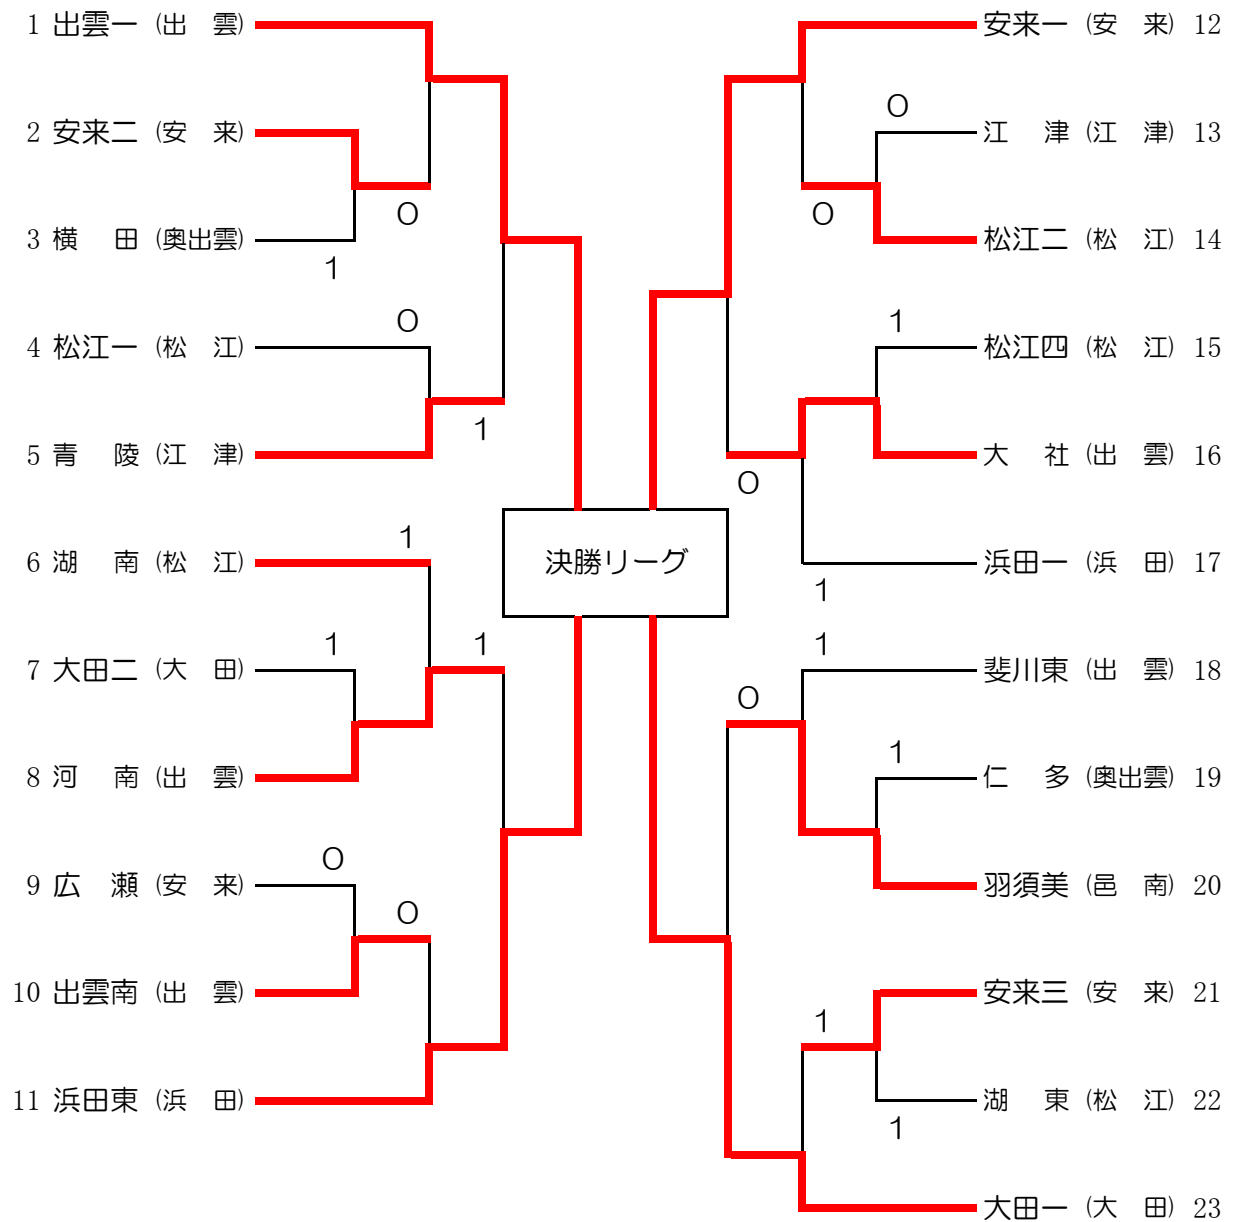 1 出雲一 (出 雲)
2 安来二 (安 来)
0
3 横 田 (奥出雲)
1
0
4 松江一 (松 江)
1
5 青 陵 (江 津)
1
6 湖 南 (松 江)
1
1
7 大田二 (大 田)
8 河 南 (出 雲)
0
9 広 瀬 (安 来)
0
10 出雲南 (出 雲)
11 浜田東 (浜 田)
決勝リーグ
安来一 (安 来) 12
0
江 津 (江 津) 13
0
松江二 (松 江) 14
1
松江四 (松 江) 15
大 社 (出 雲) 16
0
浜田一 (浜 田) 17
1
1
斐川東 (出 雲) 18
0
1
仁 多 (奥出雲) 19
羽須美 (邑 南) 20
安来三 (安 来) 21
1
湖 東 (松 江) 22
1
大田一 (大 田) 23